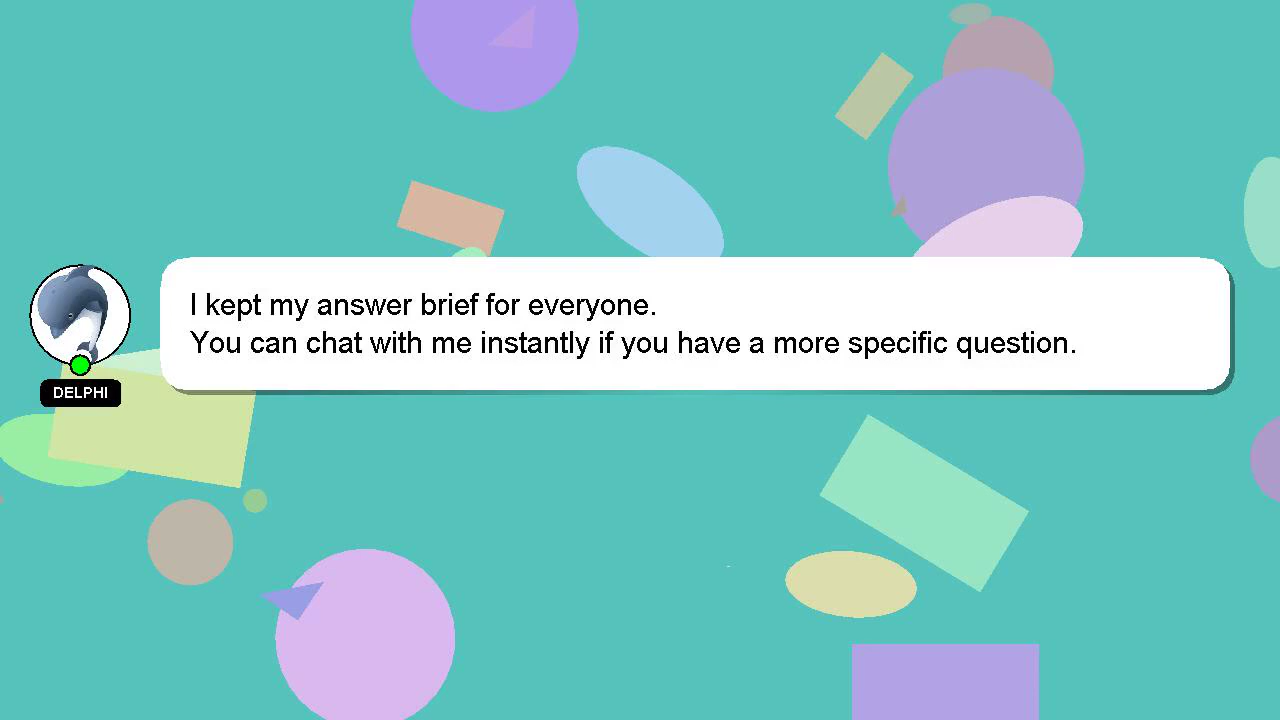 I kept my answer brief for everyone.
You can chat with me instantly if you have a more specific question.
DELPHI